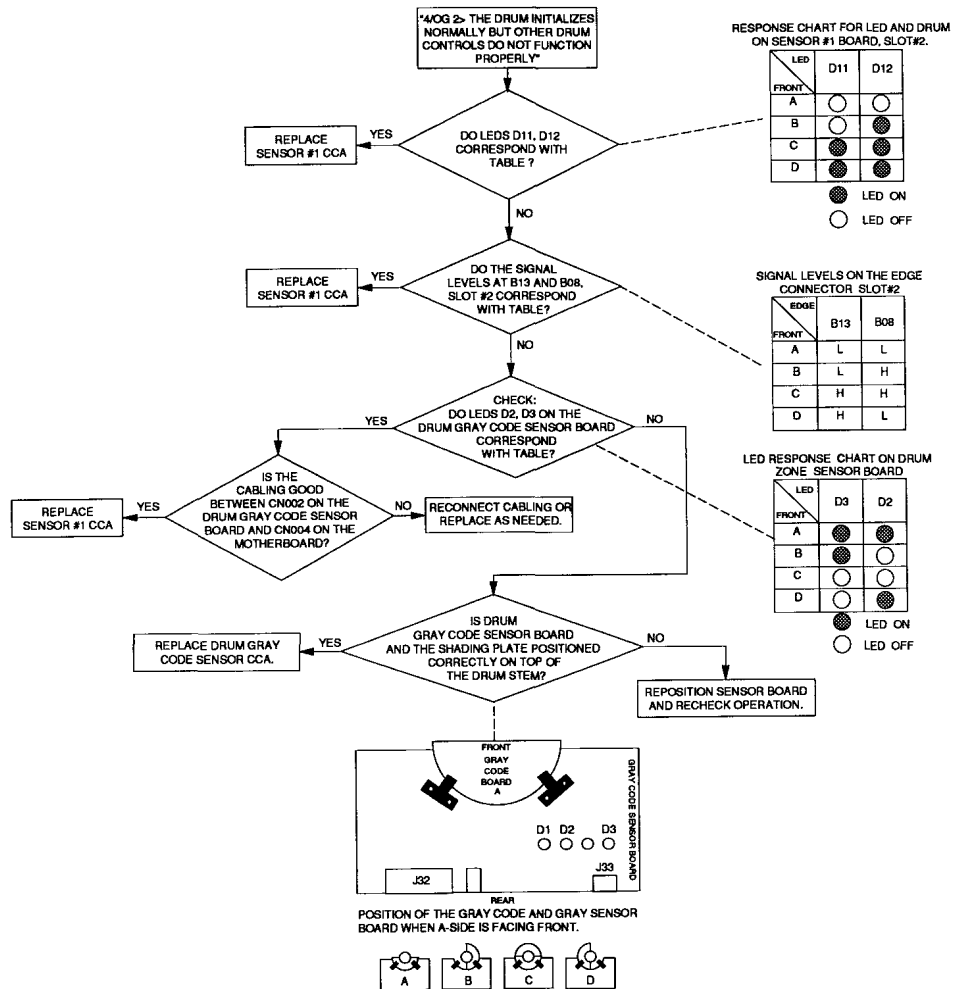 "4/OG 2> THE DRUM INITIALIZES
NORMALLY BUT OTHER DRUM
CONTROLS DO NOT FUNCTION
PROPERLY"
RESPONSE CHART FOR LED AND DRUM
ON SENSOR #1 BOARD, SLOT#2.
LED D11 D12
FRONT
A
B
C
D
LED ON
LED OFF
DO LEDS D11, D12
CORRESPOND WITH
TABLE ?
YES
REPLACE
SENSOR #1 CCA
NO
DO THE SIGNAL
LEVELS AT B13 AND B08,
SLOT #2 CORRESPOND
WITH TABLE?
YES
REPLACE
SENSOR #1 CCA
NO
SIGNAL LEVELS ON THE EDGE
CONNECTOR SLOT#2
EDGE B13 B08
FRONT
A L L
B L H
C H H
D H L
CHECK:
DO LEDS D2, D3 ON THE
DRUM GRAY CODE SENSOR BOARD
CORRESPOND
WITH TABLE?
YES
NO
LED RESPONSE CHART ON DRUM
ZONE SENSOR BOARD
LED D3 D2
FRONT
A
B
C
D
LED ON
LED OFF
IS THE
CABLING GOOD
BETWEEN CN002 ON THE
DRUM GRAY CODE SENSOR
BOARD AND CN004 ON THE
MOTHERBOARD?
YES
REPLACE
SENSOR #1 CCA
NO
RECONNECT CABLING OR
REPLACE AS NEEDED.
IS DRUM
GRAY CODE SENSOR BOARD
AND THE SHADING PLATE POSITIONED
CORRECTLY ON TOP OF
THE DRUM STEM?
YES
REPLACE DRUM GRAY
CODE SENSOR CCA.
NO
REPOSITION SENSOR BOARD
AND RECHECK OPERATION.
FRONT
GRAY
CODE
BOARD
A
GRAY CODE SENSOR BOARD
D1 D2 D3
J32
J33
REAR
POSITION OF THE GRAY CODE AND GRAY SENSOR
BOARD WHEN A-SIDE IS FACING FRONT.
A B C D